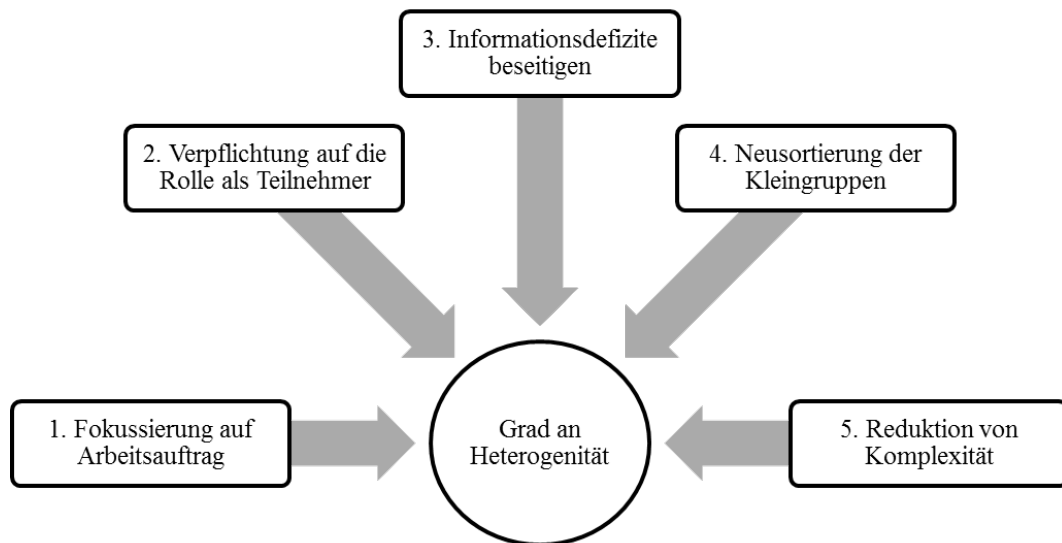 1. Fokussierung auf
Arbeitsauftrag
2. Verpflichtung auf die
Rolle als Teilnehmer
3. Informationsdefizite
beseitigen
4. Neusortierung der
Kleingruppen
5. Reduktion von
Komplexität
Grad an
Heterogenität